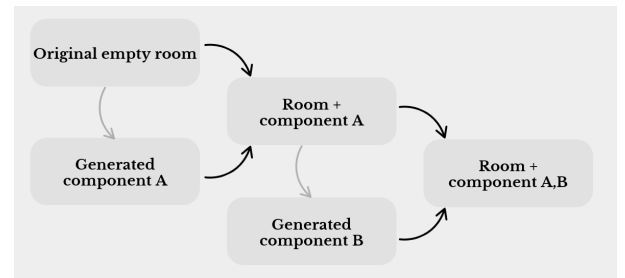 Original empty room
Room +
component A
Generated
component A
Room +
component A,B
Generated
component B